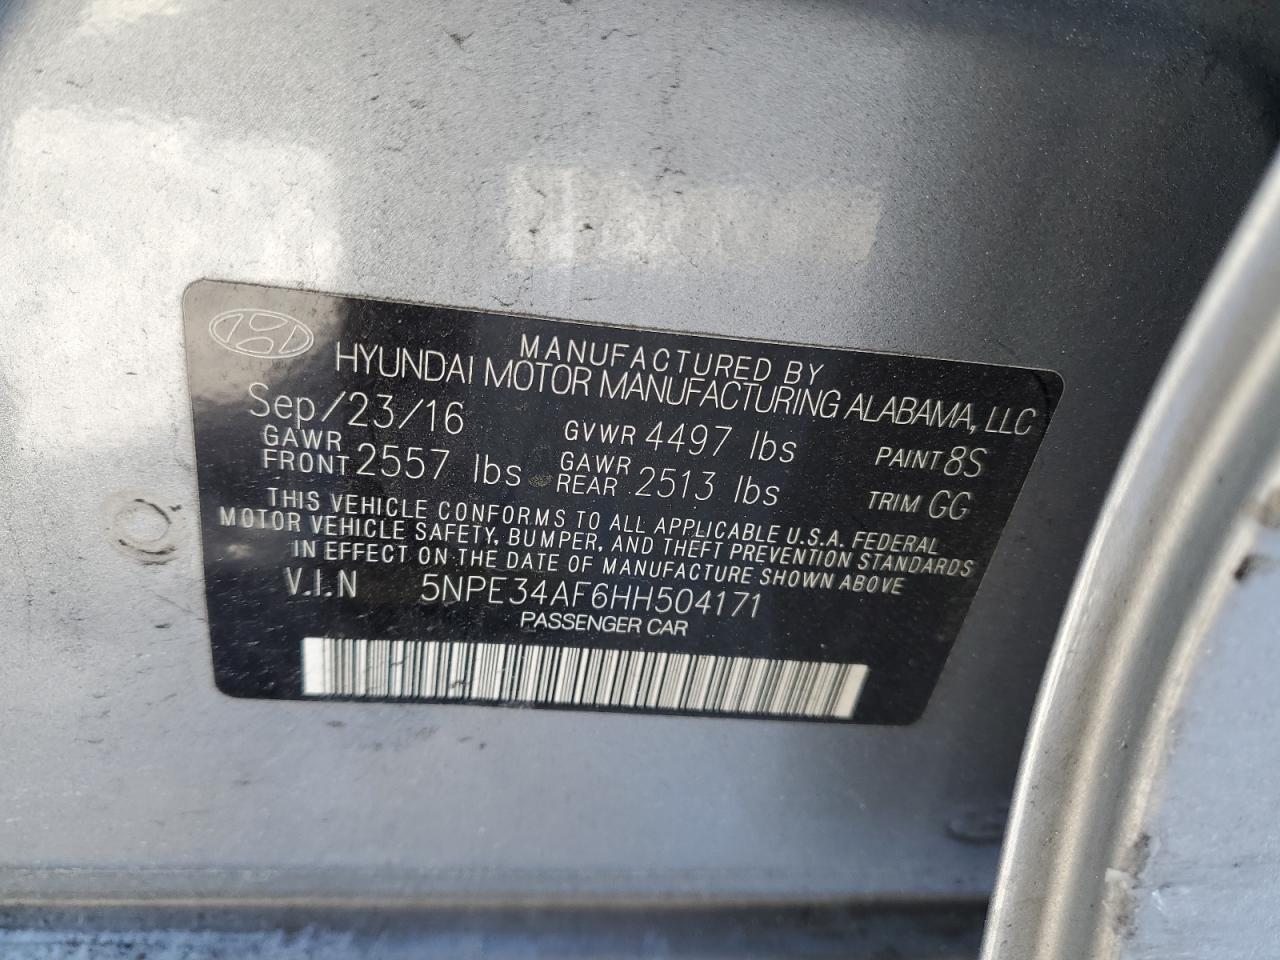 MANUFACTURED BY
HYUNDAI MOTOR MANUFACTURING ALABAMA, LLC
Sep/23/16 GVWR 4497 lbs PAINT 8S
GAWR FRONT 2557 lbs GAWR REAR 2513 lbs TRIM GG
THIS VEHICLE CONFORMS TO ALL APPLICABLE U.S.A. FEDERAL
MOTOR VEHICLE SAFETY, BUMPER, AND THEFT PREVENTION STANDARDS
IN EFFECT ON THE DATE OF MANUFACTURE SHOWN ABOVE
V.I.N 5NPE34AF6HH504171
PASSENGER CAR